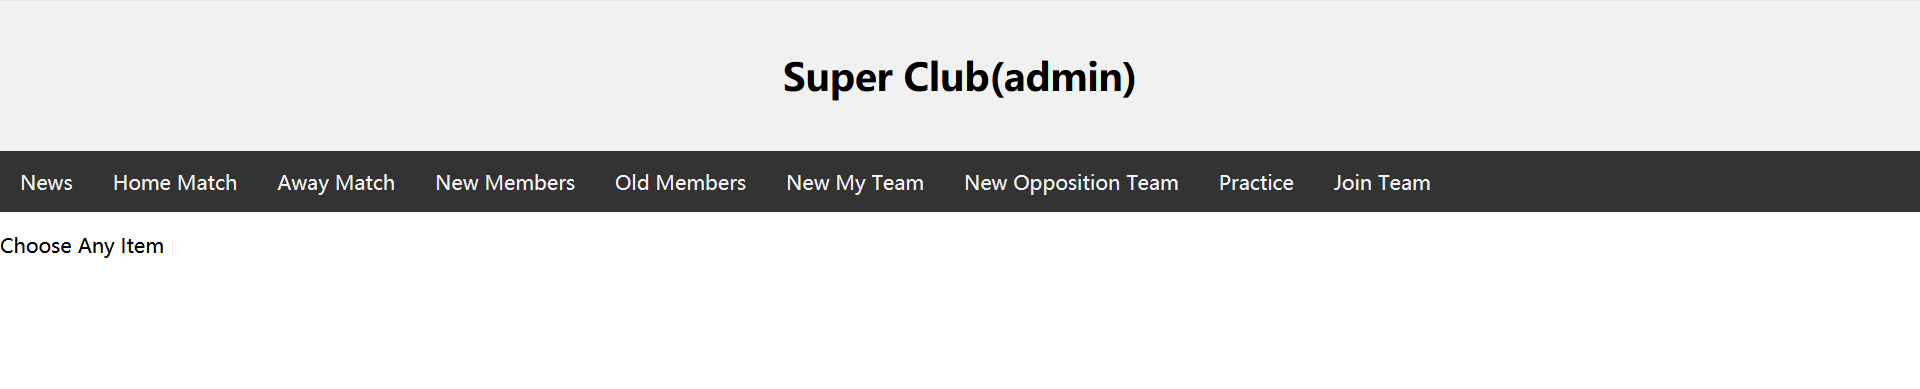 Super Club(admin)
News Home Match Away Match New Members Old Members New My Team New Opposition Team Practice Join Team
Choose Any Item